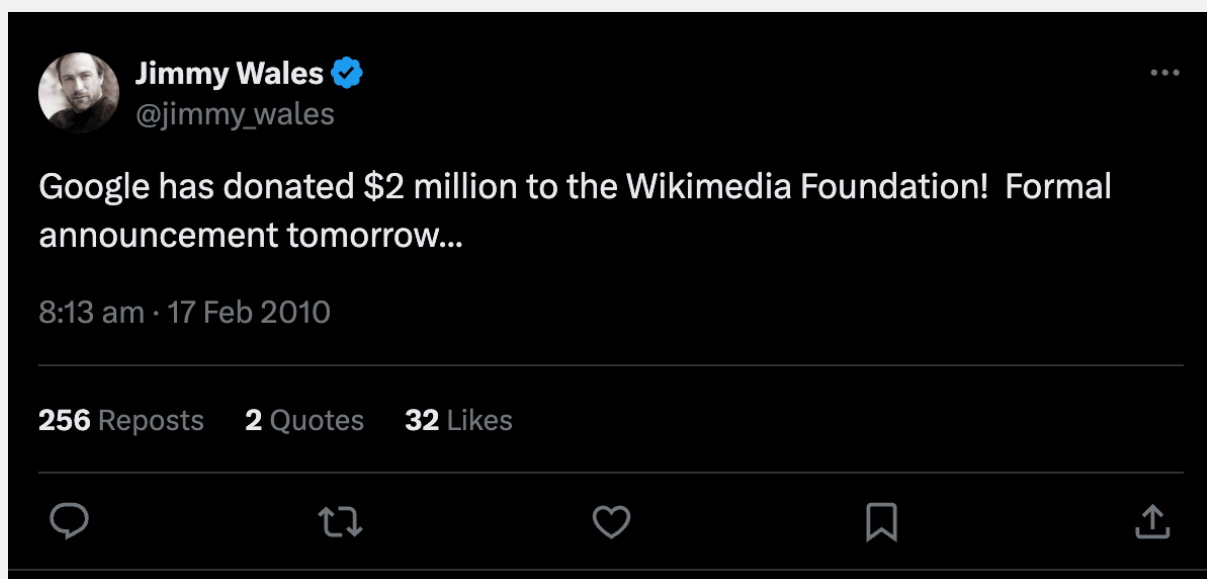 Jimmy Wales
@jimmy_wales
Google has donated $2 million to the Wikimedia Foundation!  Formal
announcement tomorrow...
8:13 am · 17 Feb 2010
256 Reposts 2 Quotes 32 Likes